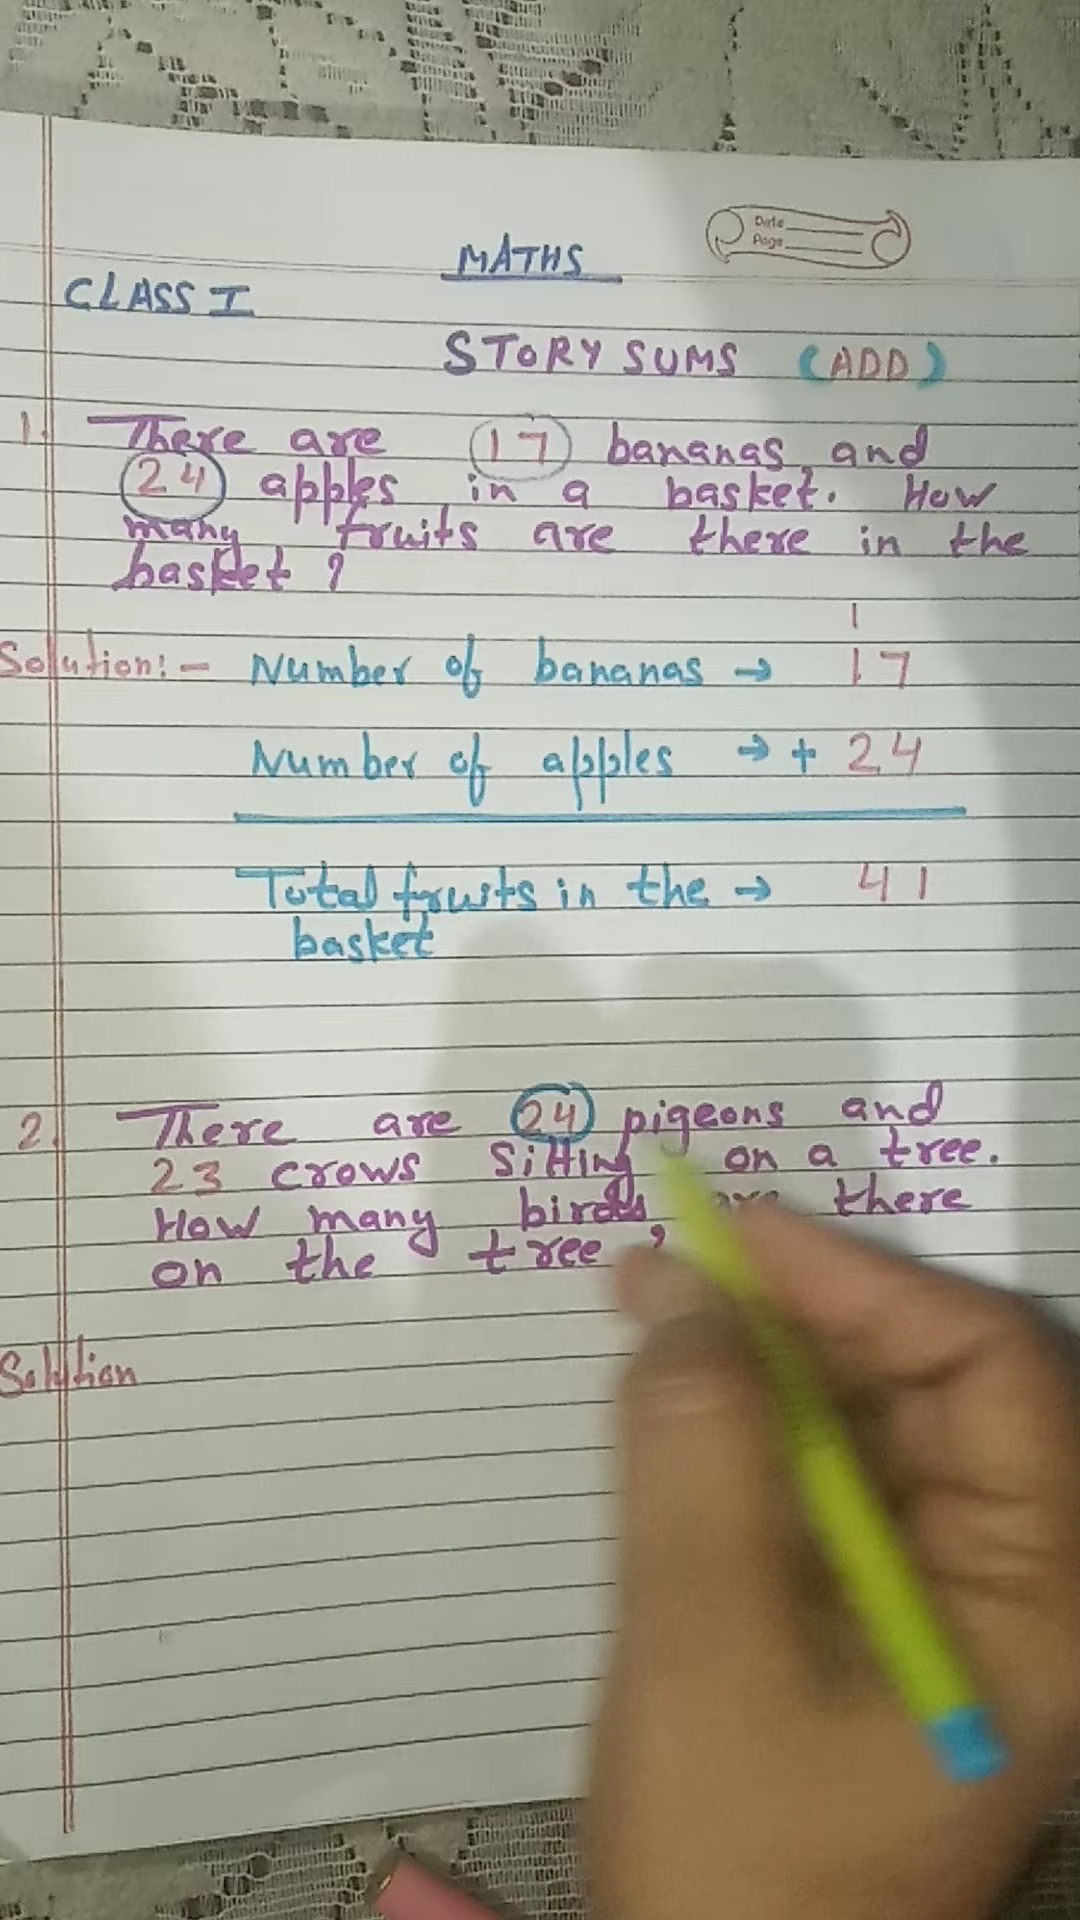 Date
Page
MATHS
CLASS I
STORY SUMS (ADD)
1. There are 17 bananas, and
24 apples in a basket. How
many fruits are there in the
basket ?
1
Solution:- Number of bananas → 17
Number of apples → + 24
Total fruits in the → 41
basket
2. There are 24 pigeons and
23 crows sitting on a tree.
How many birds, there
on the tree ?
Solution